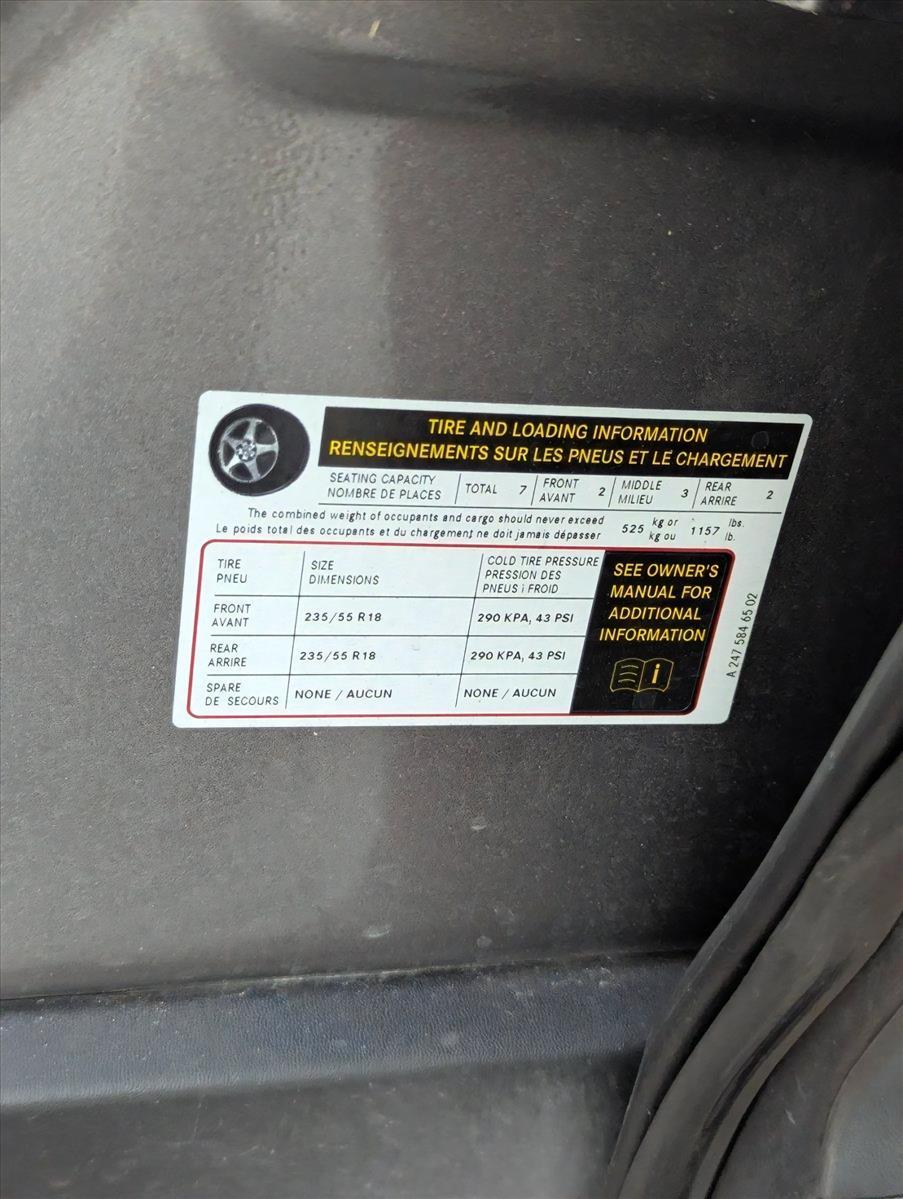 TIRE AND LOADING INFORMATION
RENSEIGNEMENTS SUR LES PNEUS ET LE CHARGEMENT
SEATING CAPACITY
NOMBRE DE PLACES
TOTAL 7
FRONT
AVANT 2
MIDDLE
MILIEU 3
REAR
ARRIRE 2
The combined weight of occupants and cargo should never exceed
Le poids total des occupants et du chargement ne doit jamais dépasser
525 kg or
kg ou
1157 lbs.
lb.
TIRE
PNEU
SIZE
DIMENSIONS
COLD TIRE PRESSURE
PRESSION DES
PNEUS i FROID
FRONT
AVANT
235/55 R18
290 KPA, 43 PSI
REAR
ARRIRE
235/55 R18
290 KPA, 43 PSI
SPARE
DE SECOURS
NONE / AUCUN
NONE / AUCUN
SEE OWNER'S
MANUAL FOR
ADDITIONAL
INFORMATION
i
A 247 584 65 02